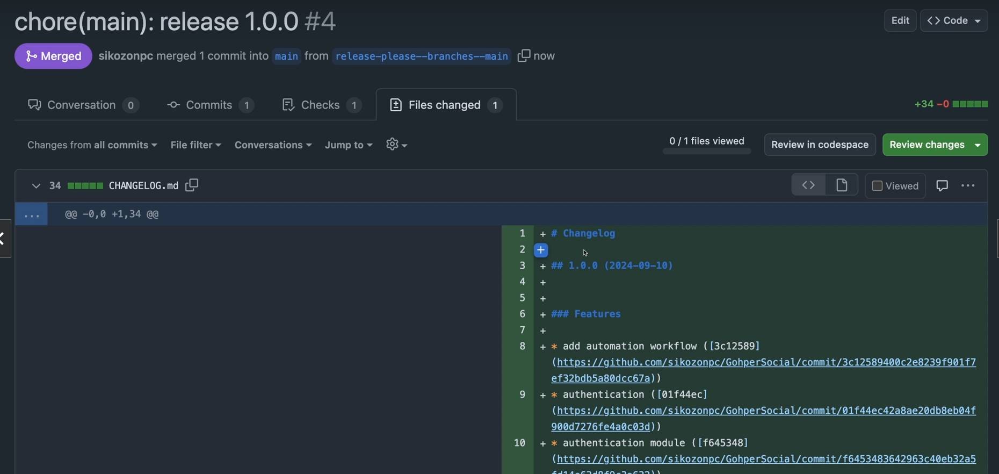 chore(main): release 1.0.0 #4
Edit
<> Code
Merged
sikozonpc merged 1 commit into main from release-please--branches--main now
Conversation 0
Commits 1
Checks 1
Files changed 1
+34 −0
Changes from all commits
File filter
Conversations
Jump to
0 / 1 files viewed
Review in codespace
Review changes
34 CHANGELOG.md
Viewed
...
@@ -0,0 +1,34 @@
1 + # Changelog
2 +
3 + ## 1.0.0 (2024-09-10)
4 +
5 +
6 + ### Features
7 +
8 + * add automation workflow ([3c12589]
(https://github.com/sikozonpc/GohperSocial/commit/3c12589400c2e8239f901f7
ef32bdb5a80dcc67a))
9 + * authentication ([01f44ec]
(https://github.com/sikozonpc/GohperSocial/commit/01f44ec42a8ae20db8eb04f
900d7276fe4a0c03d))
10 + * authentication module ([f645348]
(https://github.com/sikozonpc/GohperSocial/commit/f6453483642963c40eb32a5